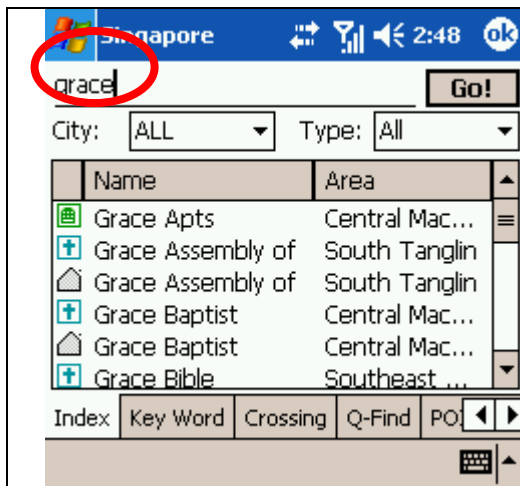 Singapore 2:48 ok
grace Go!
City: ALL Type: All
Name Area
Grace Apts Central Mac...
Grace Assembly of South Tanglin
Grace Assembly of South Tanglin
Grace Baptist Central Mac...
Grace Baptist Central Mac...
Grace Bible Southeast ...
Index Key Word Crossing Q-Find